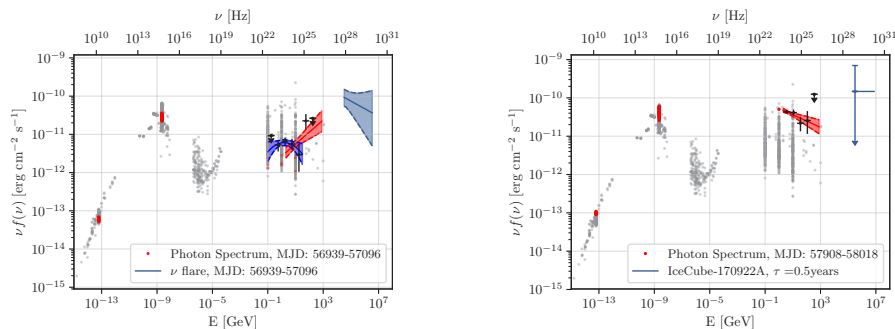 ν [Hz]
10^10 10^13 10^16 10^19 10^22 10^25 10^28 10^31
10^−9
10^−10
10^−11
10^−12
10^−13
10^−14
10^−15
νf(ν) [erg cm^−2 s^−1]
Photon Spectrum, MJD: 56939-57096
ν flare, MJD: 56939-57096
10^−13 10^−9 10^−5 10^−1 10^3 10^7
E [GeV]
ν [Hz]
10^10 10^13 10^16 10^19 10^22 10^25 10^28 10^31
10^−9
10^−10
10^−11
10^−12
10^−13
10^−14
10^−15
νf(ν) [erg cm^−2 s^−1]
Photon Spectrum, MJD: 57908-58018
IceCube-170922A, τ =0.5years
10^−13 10^−9 10^−5 10^−1 10^3 10^7
E [GeV]